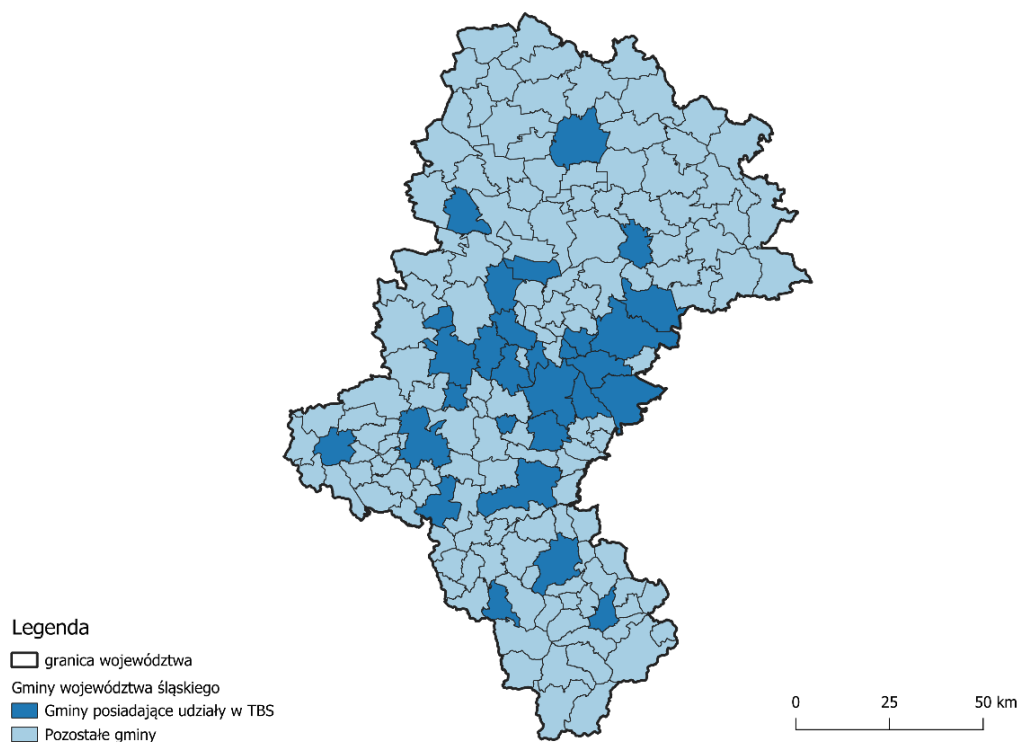 Legenda
granica województwa
Gminy województwa śląskiego
Gminy posiadające udziały w TBS
Pozostałe gminy
0 25 50 km